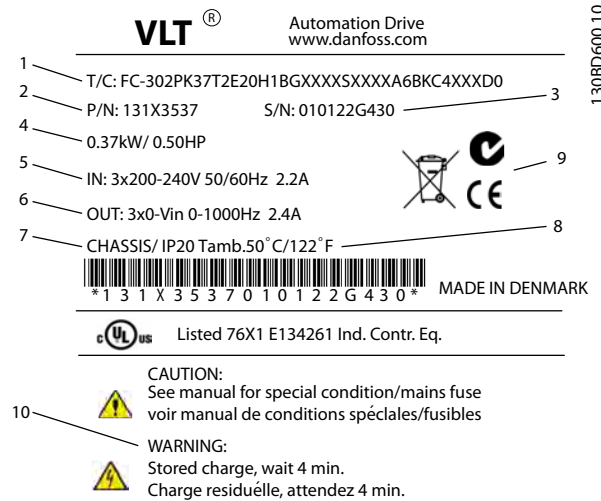 VLT ® Automation Drive
www.danfoss.com
130BD600.10
1 T/C: FC-302PK37T2E20H1BGXXXXSXXXXA6BKC4XXXD0
2 P/N: 131X3537 S/N: 010122G430 3
4 0.37kW/ 0.50HP
5 IN: 3x200-240V 50/60Hz 2.2A 9
CE
6 OUT: 3x0-Vin 0-1000Hz 2.4A
7 CHASSIS/ IP20 Tamb.50˚C/122˚F 8
*131X3537010122G430* MADE IN DENMARK
c UL us Listed 76X1 E134261 Ind. Contr. Eq.
CAUTION:
See manual for special condition/mains fuse
voir manual de conditions spéclales/fusibles
10 WARNING:
Stored charge, wait 4 min.
Charge residuélle, attendez 4 min.